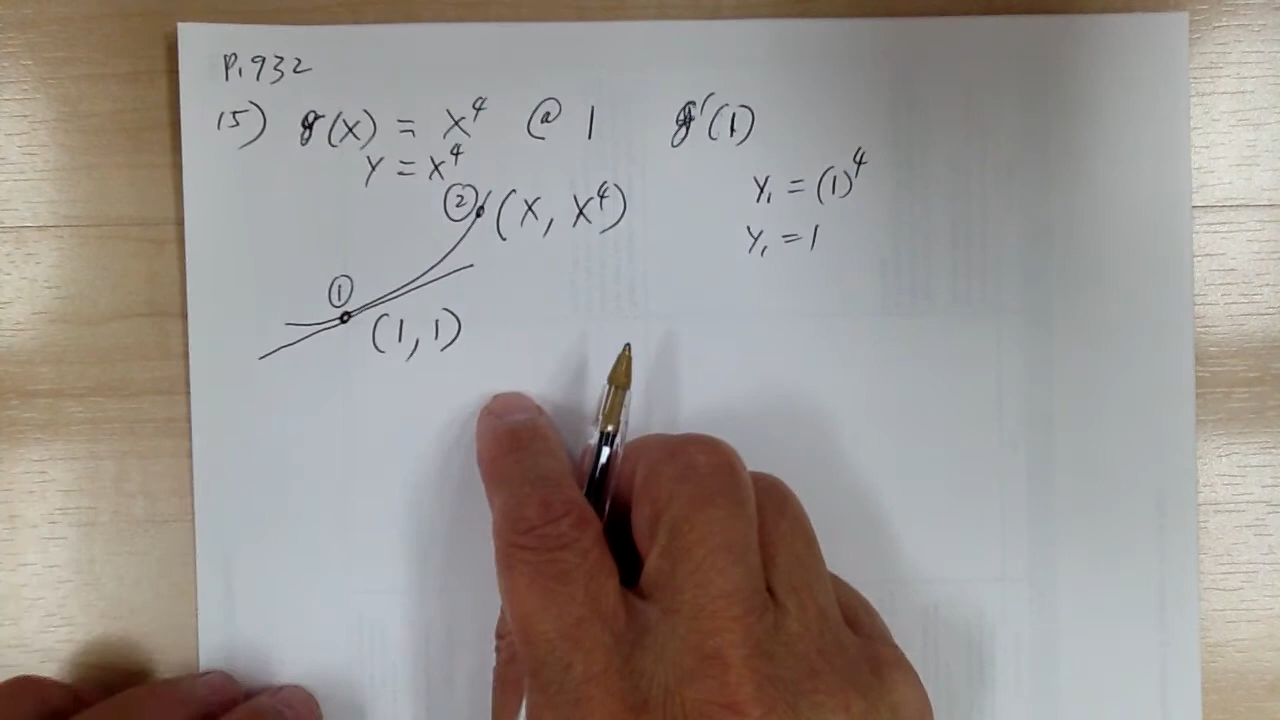 P. 932
15) g(x) = x⁴ @ 1 g'(1)
y = x⁴
y₁ = (1)⁴
② (x, x⁴)
y₁ = 1
①
(1, 1)